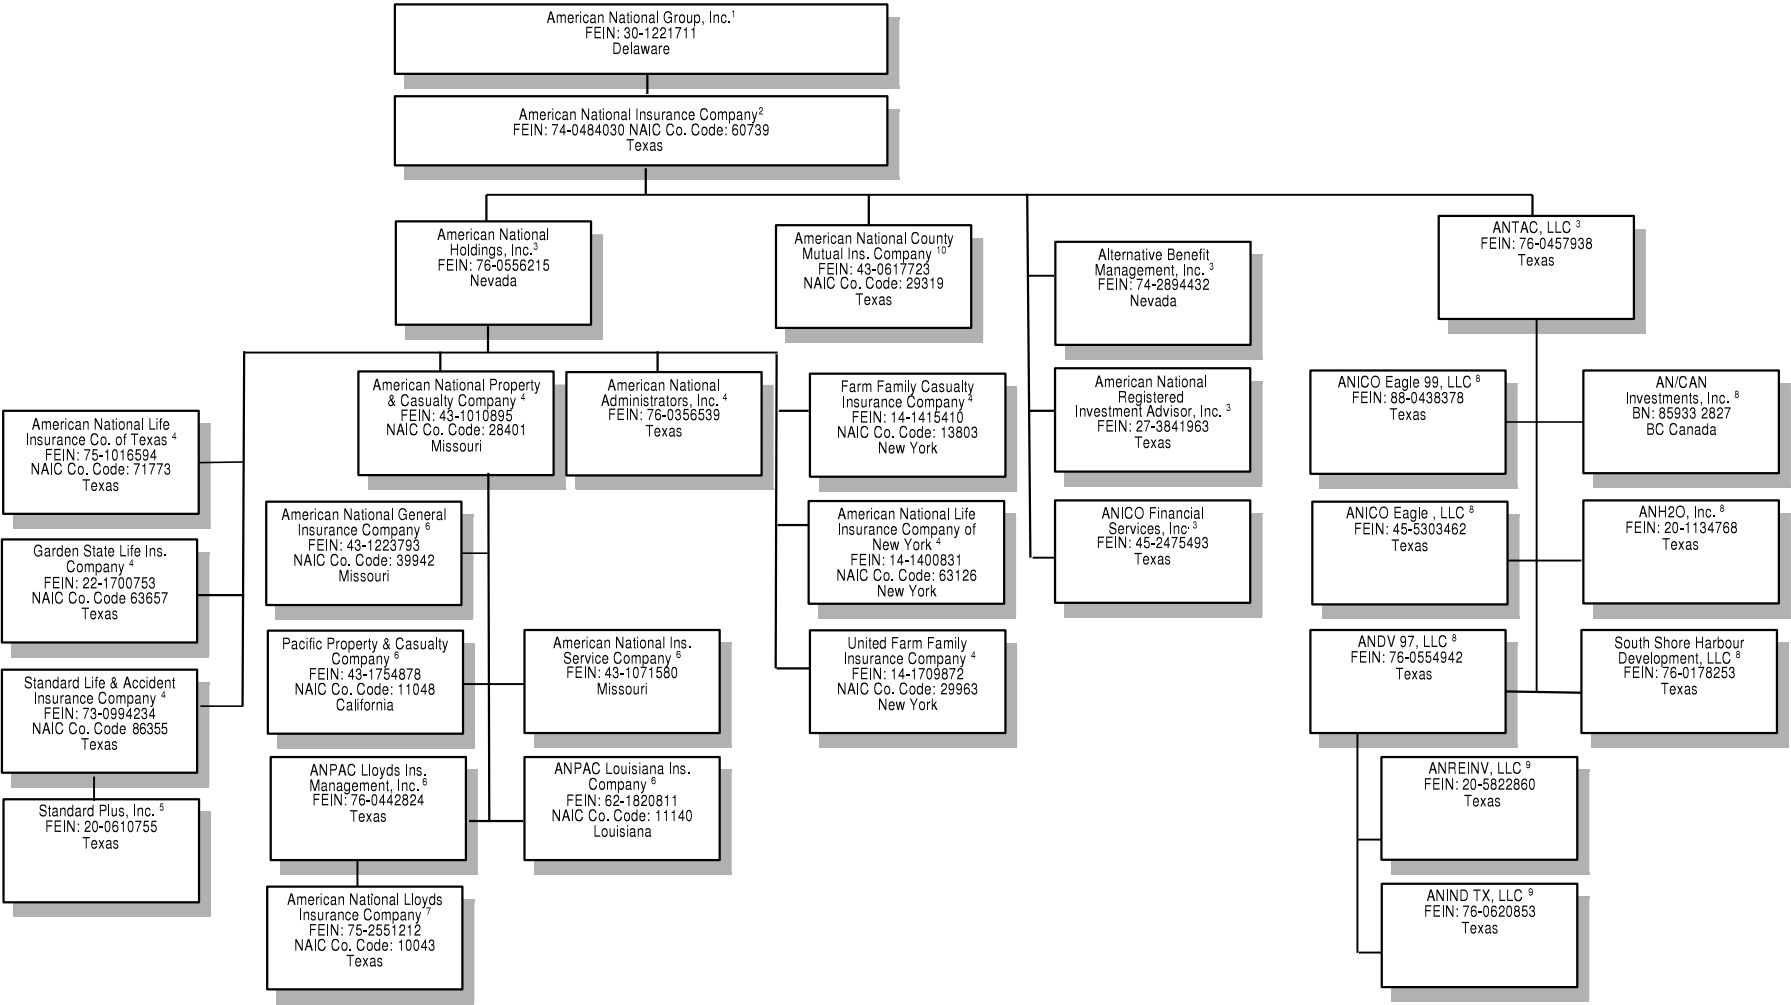 American National Group, Inc.¹
FEIN: 30-1221711
Delaware
American National Insurance Company²
FEIN: 74-0484030 NAIC Co. Code: 60739
Texas
American National
Holdings, Inc.³
FEIN: 76-0556215
Nevada
American National County
Mutual Ins. Company ¹⁰
FEIN: 43-0617723
NAIC Co. Code: 29319
Texas
Alternative Benefit
Management, Inc. ³
FEIN: 74-2894432
Nevada
ANTAC, LLC ³
FEIN: 76-0457938
Texas
American National Life
Insurance Co. of Texas ⁴
FEIN: 75-1016594
NAIC Co. Code: 71773
Texas
American National Property
& Casualty Company ⁴
FEIN: 43-1010895
NAIC Co. Code: 28401
Missouri
American National
Administrators, Inc. ⁴
FEIN: 76-0356539
Texas
Farm Family Casualty
Insurance Company ⁴
FEIN: 14-1415410
NAIC Co. Code: 13803
New York
American National
Registered
Investment Advisor, Inc. ³
FEIN: 27-3841963
Texas
ANICO Eagle 99, LLC ⁸
FEIN: 88-0438378
Texas
AN/CAN
Investments, Inc. ⁸
BN: 85933 2827
BC Canada
Garden State Life Ins.
Company ⁴
FEIN: 22-1700753
NAIC Co. Code 63657
Texas
American National General
Insurance Company ⁶
FEIN: 43-1223793
NAIC Co. Code: 39942
Missouri
American National Life
Insurance Company of
New York ⁴
FEIN: 14-1400831
NAIC Co. Code: 63126
New York
ANICO Financial
Services, Inc. ³
FEIN: 45-2475493
Texas
ANICO Eagle , LLC ⁸
FEIN: 45-5303462
Texas
ANH2O, Inc. ⁸
FEIN: 20-1134768
Texas
Standard Life & Accident
Insurance Company ⁴
FEIN: 73-0994234
NAIC Co. Code 86355
Texas
Pacific Property & Casualty
Company ⁶
FEIN: 43-1754878
NAIC Co. Code: 11048
California
American National Ins.
Service Company ⁶
FEIN: 43-1071580
Missouri
United Farm Family
Insurance Company ⁴
FEIN: 14-1709872
NAIC Co. Code: 29963
New York
ANDV 97, LLC ⁸
FEIN: 76-0554942
Texas
South Shore Harbour
Development, LLC ⁸
FEIN: 76-0178253
Texas
Standard Plus, Inc. ⁵
FEIN: 20-0610755
Texas
ANPAC Lloyds Ins.
Management, Inc. ⁶
FEIN: 76-0442824
Texas
ANPAC Louisiana Ins.
Company ⁶
FEIN: 62-1820811
NAIC Co. Code: 11140
Louisiana
ANREINV, LLC ⁹
FEIN: 20-5822860
Texas
American National Lloyds
Insurance Company ⁷
FEIN: 75-2551212
NAIC Co. Code: 10043
Texas
ANIND TX, LLC ⁹
FEIN: 76-0620853
Texas